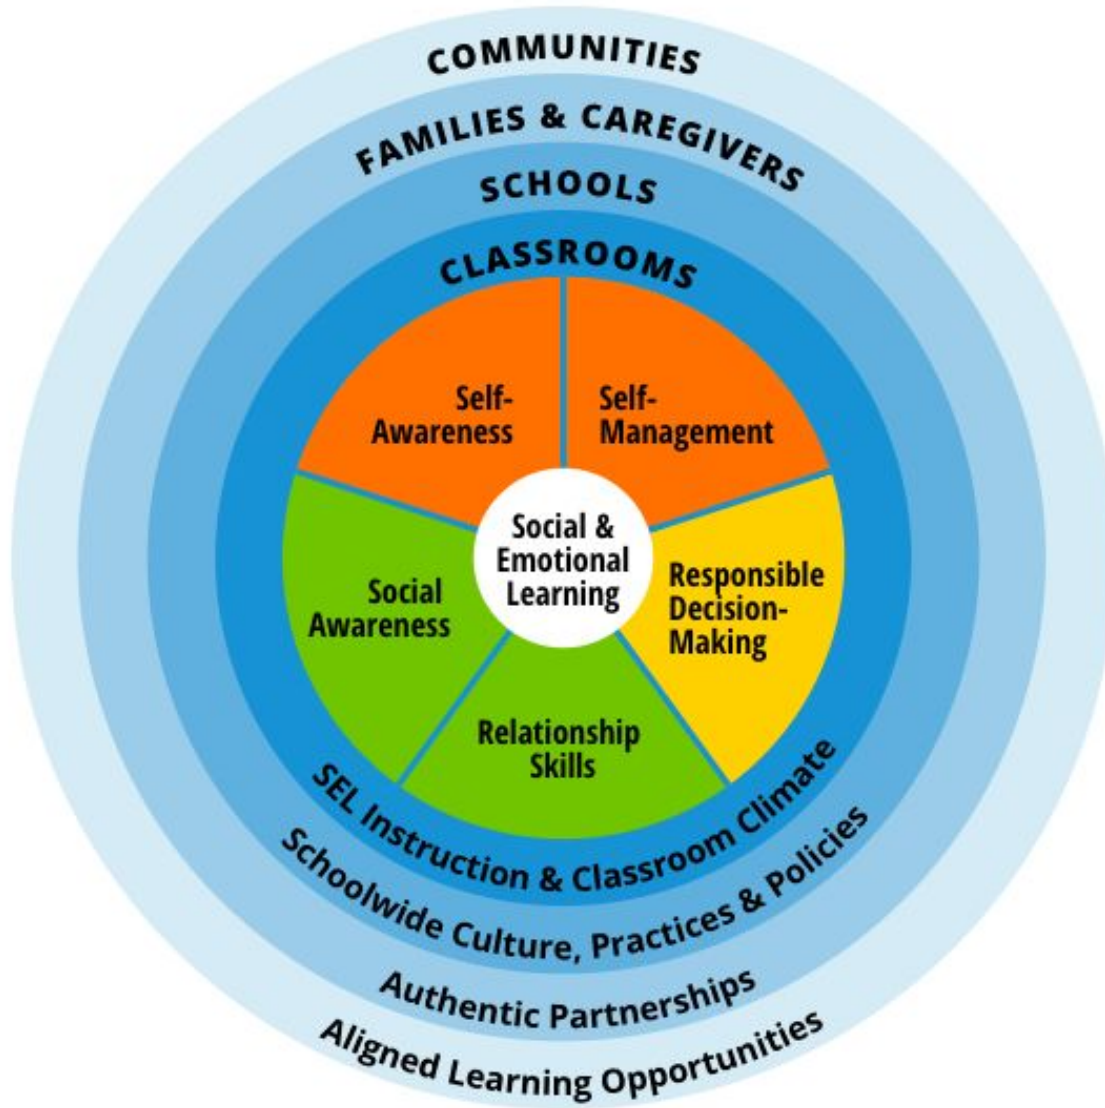 COMMUNITIES
FAMILIES & CAREGIVERS
SCHOOLS
CLASSROOMS
Self-
Awareness
Self-
Management
Social &
Emotional
Learning
Social
Awareness
Responsible
Decision-
Making
Relationship
Skills
SEL Instruction & Classroom Climate
Schoolwide Culture, Practices & Policies
Authentic Partnerships
Aligned Learning Opportunities